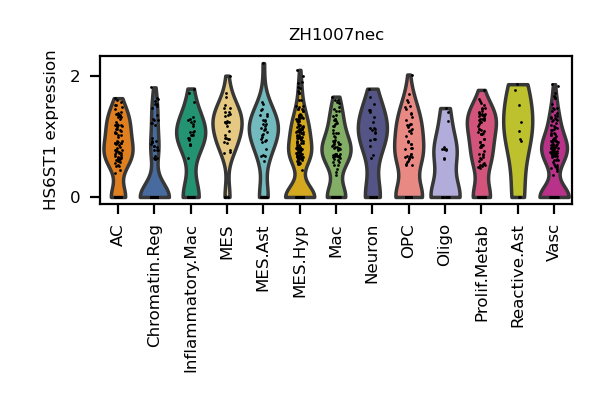 ZH1007nec
HS6ST1 expression
2
0
AC
Chromatin.Reg
Inflammatory.Mac
MES
MES.Ast
MES.Hyp
Mac
Neuron
OPC
Oligo
Prolif.Metab
Reactive.Ast
Vasc